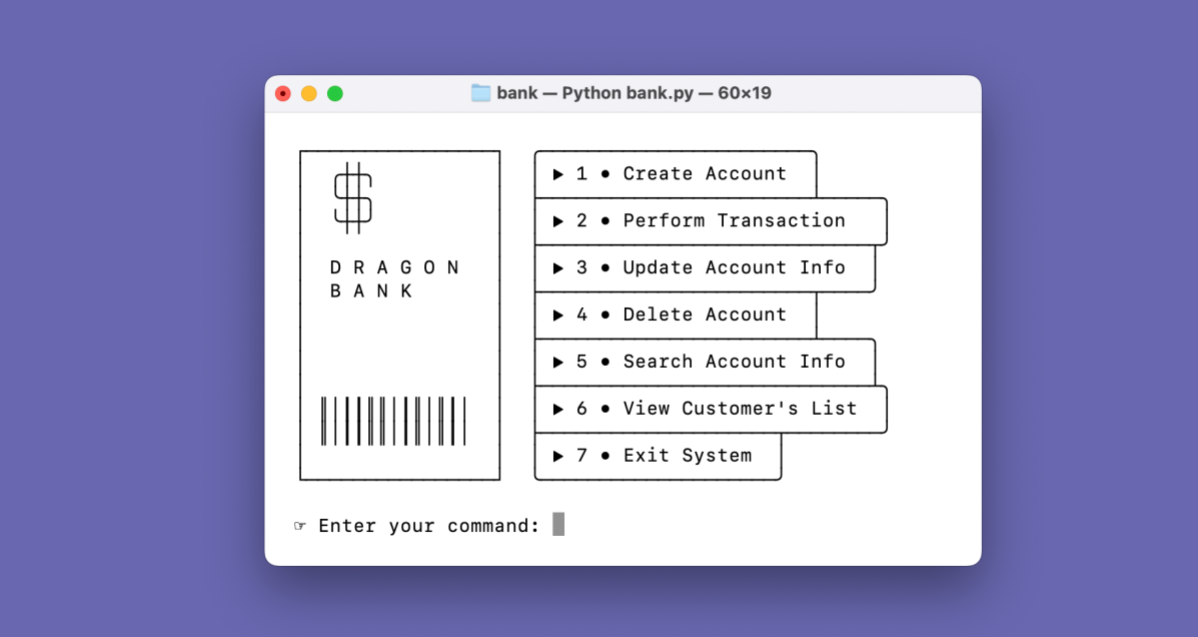 bank — Python bank.py — 60×19
$
D R A G O N
B A N K
▶ 1 • Create Account
▶ 2 • Perform Transaction
▶ 3 • Update Account Info
▶ 4 • Delete Account
▶ 5 • Search Account Info
▶ 6 • View Customer's List
▶ 7 • Exit System
☞ Enter your command: